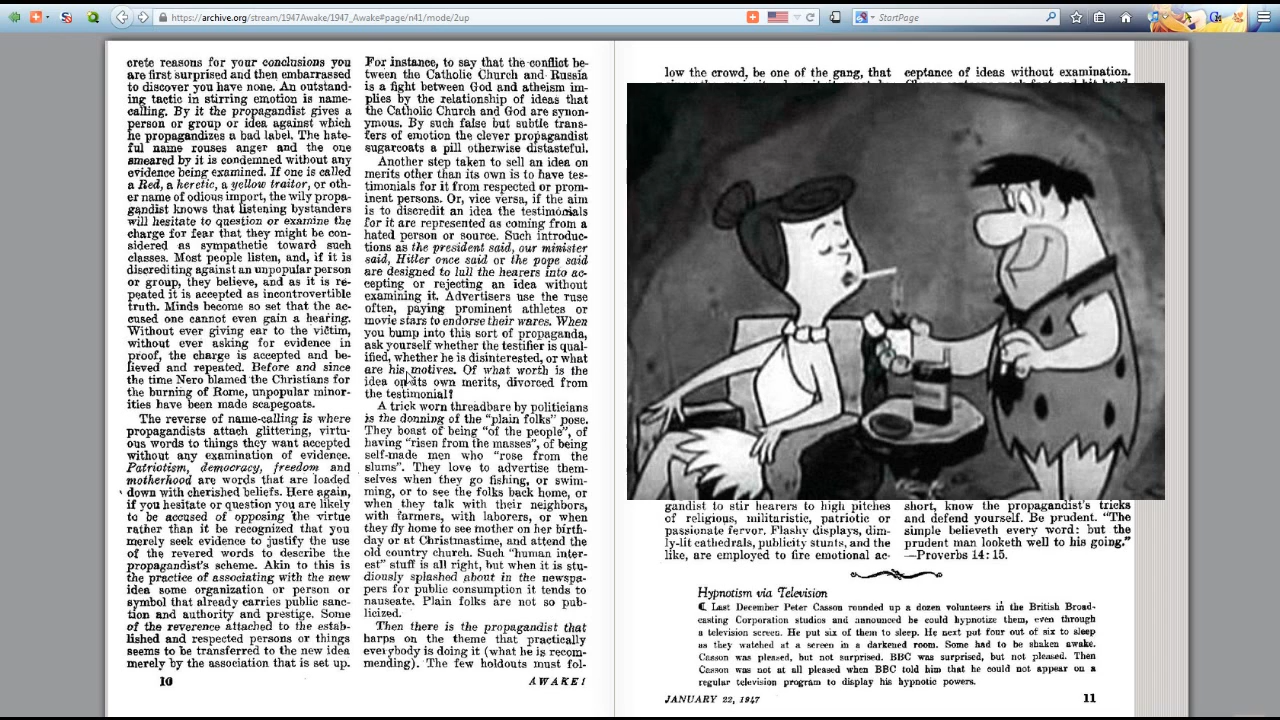 https://archive.org/stream/1947Awake/1947_Awake#page/n41/mode/2up
StartPage
orete reasons for your conclusions you
are first surprised and then embarrassed
to discover you have none. An outstand-
ing tactic in stirring emotion is name-
calling. By it the propagandist gives a
person or group or idea against which
he propagandizes a bad label. The hate-
ful name rouses anger and the one
smeared by it is condemned without any
evidence being examined. If one is called
a Red, a heretic, a yellow traitor, or oth-
er name of odious import, the wily propa-
gandist knows that listening bystanders
will hesitate to question or examine the
charge for fear that they might be con-
sidered as sympathetic toward such
classes. Most people listen, and, if it is
discrediting against an unpopular person
or group, they believe, and as it is re-
peated it is accepted as incontrovertible
truth. Minds become so set that the ac-
cused one cannot even gain a hearing.
Without ever giving ear to the victim,
without ever asking for evidence in
proof, the charge is accepted and be-
lieved and repeated. Before and since
the time Nero blamed the Christians for
the burning of Rome, unpopular minor-
ities have been made scapegoats.
The reverse of name-calling is where
propagandists attach glittering, virtu-
ous words to things they want accepted
without any examination of evidence.
Patriotism, democracy, freedom and
motherhood are words that are loaded
down with cherished beliefs. Here again,
if you hesitate or question you are likely
to be accused of opposing the virtue
rather than it be recognized that you
merely seek evidence to justify the use
of the revered words to describe the
propagandist's scheme. Akin to this is
the practice of associating with the new
idea some organization or person or
symbol that already carries public sanc-
tion and authority and prestige. Some
of the reverence attached to the estab-
lished and respected persons or things
seems to be transferred to the new idea
merely by the association that is set up.
10
For instance, to say that the conflict be-
tween the Catholic Church and Russia
is a fight between God and atheism im-
plies by the relationship of ideas that
the Catholic Church and God are synon-
ymous. By such false but subtle trans-
fers of emotion the clever propagandist
sugarcoats a pill otherwise distasteful.
Another step taken to sell an idea on
merits other than its own is to have tes-
timonials for it from respected or prom-
inent persons. Or, vice versa, if the aim
is to discredit an idea the testimonials
for it are represented as coming from a
hated person or source. Such introduc-
tions as the president said, our minister
said, Hitler once said or the pope said
are designed to lull the hearers into ac-
cepting or rejecting an idea without
examining it. Advertisers use the ruse
often, paying prominent athletes or
movie stars to endorse their wares. When
you bump into this sort of propaganda,
ask yourself whether the testifier is qual-
ified, whether he is disinterested, or what
are his motives. Of what worth is the
idea on its own merits, divorced from
the testimonial?
A trick worn threadbare by politicians
is the donning of the "plain folks" pose.
They boast of being "of the people", of
having "risen from the masses", of being
self-made men who "rose from the
slums". They love to advertise them-
selves when they go fishing, or swim-
ming, or to see the folks back home, or
when they talk with their neighbors,
with farmers, with laborers, or when
they fly home to see mother on her birth-
day or at Christmastime, and attend the
old country church. Such "human inter-
est" stuff is all right, but when it is stu-
diously splashed about in the newspa-
pers for public consumption it tends to
nauseate. Plain folks are not so pub-
licized.
Then there is the propagandist that
harps on the theme that practically
everybody is doing it (what he is recom-
mending). The few holdouts must fol-
AWAKE!
low the crowd, be one of the gang, that
gandist to stir hearers to high pitches
of religious, militaristic, patriotic or
passionate fervor. Flashy displays, dim-
ly-lit cathedrals, publicity stunts, and the
like, are employed to fire emotional ac-
ceptance of ideas without examination.
short, know the propagandist's tricks
and defend yourself. Be prudent. "The
simple believeth every word: but the
prudent man looketh well to his going."
—Proverbs 14:15.
Hypnotism via Television
¶ Last December Peter Casson rounded up a dozen volunteers in the British Broad-
casting Corporation studios and announced he could hypnotize them, even through
a television screen. He put six of them to sleep. He next put four out of six to sleep
as they watched at a screen in a darkened room. Some had to be shaken awake.
Casson was pleased, but not surprised. BBC was surprised, but not pleased. Then
Casson was not at all pleased when BBC told him that he could not appear on a
regular television program to display his hypnotic powers.
JANUARY 22, 1947
11